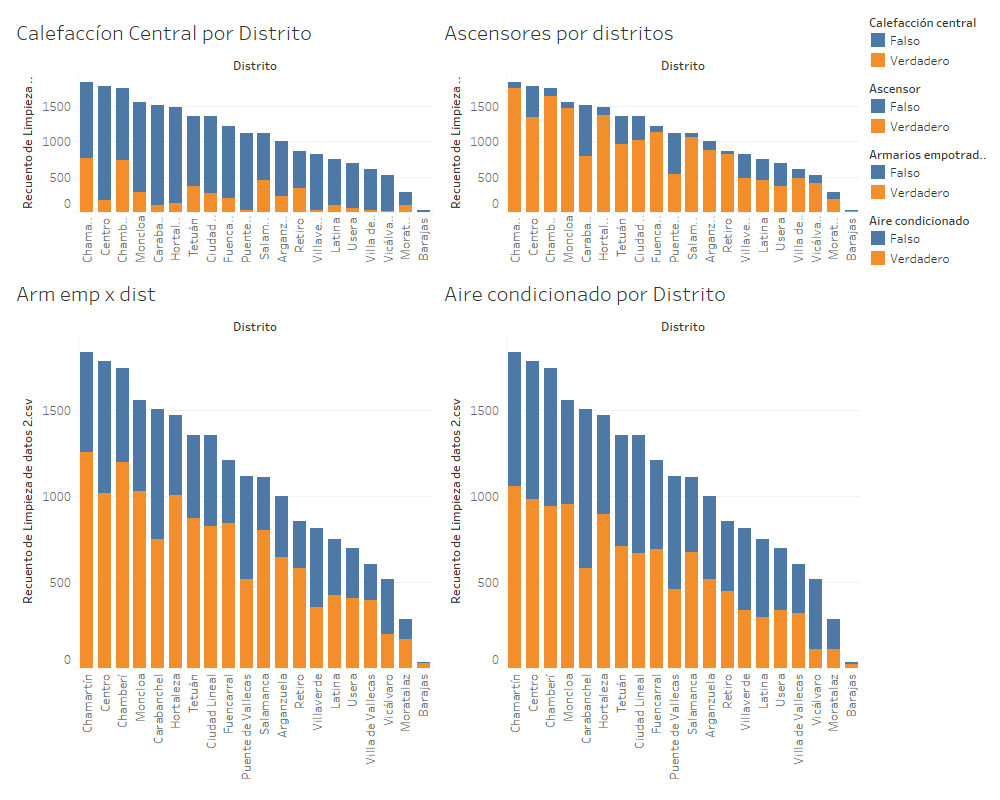 Calefaccíon Central por Distrito
Distrito
Recuento de Limpieza ..
1500
1000
500
0
Chama..
Centro
Chamb..
Moncloa
Caraba..
Hortal..
Tetuán
Ciudad..
Fuenca..
Puente..
Salam..
Arganz..
Retiro
Villave..
Latina
Usera
Villa de..
Vicálva..
Morat..
Barajas
Ascensores por distritos
Distrito
Recuento de Limpieza ..
1500
1000
500
0
Chama..
Centro
Chamb..
Moncloa
Caraba..
Hortal..
Tetuán
Ciudad..
Fuenca..
Puente..
Salam..
Arganz..
Retiro
Villave..
Latina
Usera
Villa de..
Vicálva..
Morat..
Barajas
Calefacción central
Falso
Verdadero
Ascensor
Falso
Verdadero
Armarios empotrad..
Falso
Verdadero
Aire condicionado
Falso
Verdadero
Arm emp x dist
Distrito
Recuento de Limpieza de datos 2.csv
1500
1000
500
0
Chamartín
Centro
Chamberí
Moncloa
Carabanchel
Hortaleza
Tetuán
Ciudad Lineal
Fuencarral
Puente de Vallecas
Salamanca
Arganzuela
Retiro
Villaverde
Latina
Usera
Villa de Vallecas
Vicálvaro
Moratalaz
Barajas
Aire condicionado por Distrito
Distrito
Recuento de Limpieza de datos 2.csv
1500
1000
500
0
Chamartín
Centro
Chamberí
Moncloa
Carabanchel
Hortaleza
Tetuán
Ciudad Lineal
Fuencarral
Puente de Vallecas
Salamanca
Arganzuela
Retiro
Villaverde
Latina
Usera
Villa de Vallecas
Vicálvaro
Moratalaz
Barajas